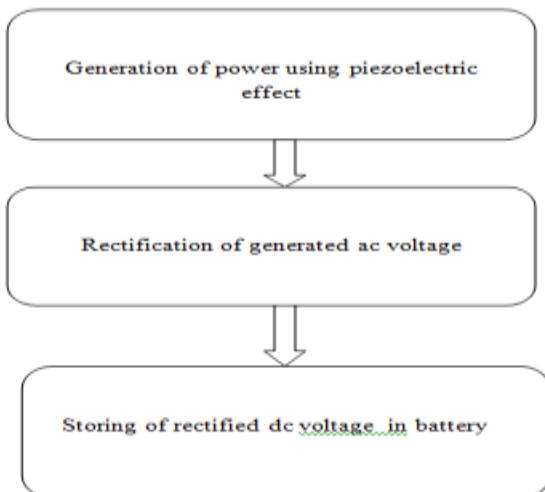 Generation of power using piezoelectric
effect
Rectification of generated ac voltage
Storing of rectified dc voltage in battery